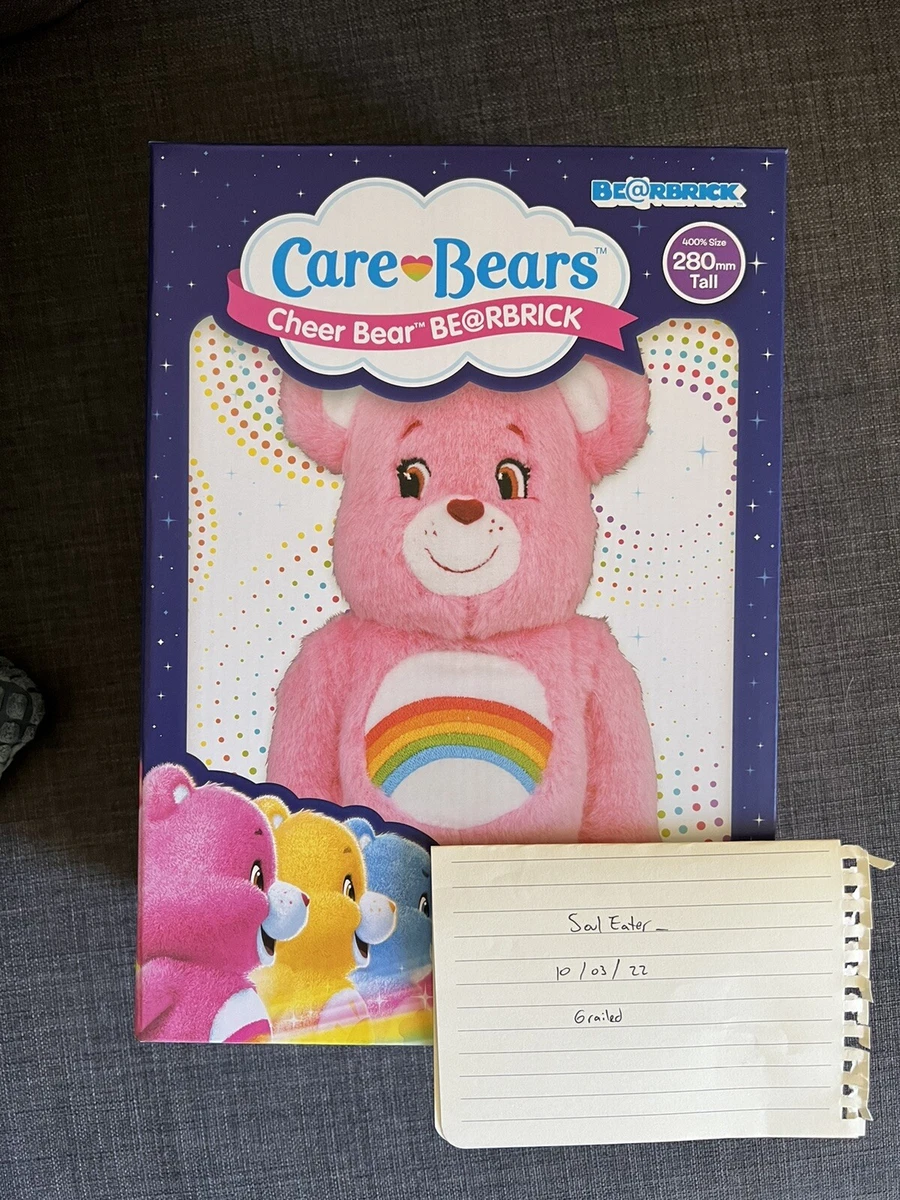 BE@RBRICK
Care Bears™
Cheer Bear™ BE@RBRICK
400% Size
280mm
Tall
Soul Eater_
10/03/22
Grailed